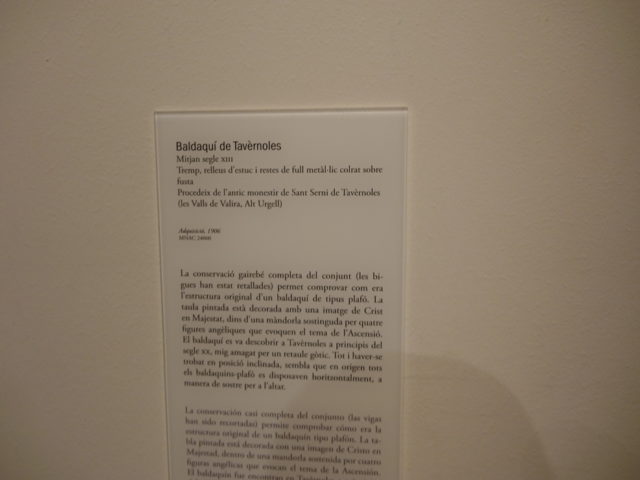 Baldaquí de Tavèrnoles
Mitjan segle XIII
Tremp, relleus d'estuc i restes de full metàl·lic colrat sobre
fusta
Procedeix de l'antic monestir de Sant Serni de Tavèrnoles
(les Valls de Valira, Alt Urgell)
Adquisició, 1906
MNAC
La conservació gairebé completa del conjunt (les bi-
gues han estat retallades) permet comprovar com era
l'estructura original d'un baldaquí de tipus plafó. La
taula pintada està decorada amb una imatge de Crist
en Majestat, dins d'una màndorla sostinguda per quatre
figures angèliques que evoquen el tema de l'Ascensió.
El baldaquí es va descobrir a Tavèrnoles a principis del
segle XX, mig amagat per un retaule gòtic. Tot i haver-se
trobat en posició inclinada, sembla que en origen tots
els baldaquins-plafó es disposaven horitzontalment, a
manera de sostre per a l'altar.
La conservación casi completa del conjunto (las vigas
han sido recortadas) permite comprobar cómo era la
estructura original de un baldaquín tipo plafón. La ta-
bla pintada está decorada con una imagen de Cristo en
Majestad, dentro de una mandorla sostenida por cuatro
figuras angélicas que evocan el tema de la Ascensión.
El baldaquín fue encontrado en